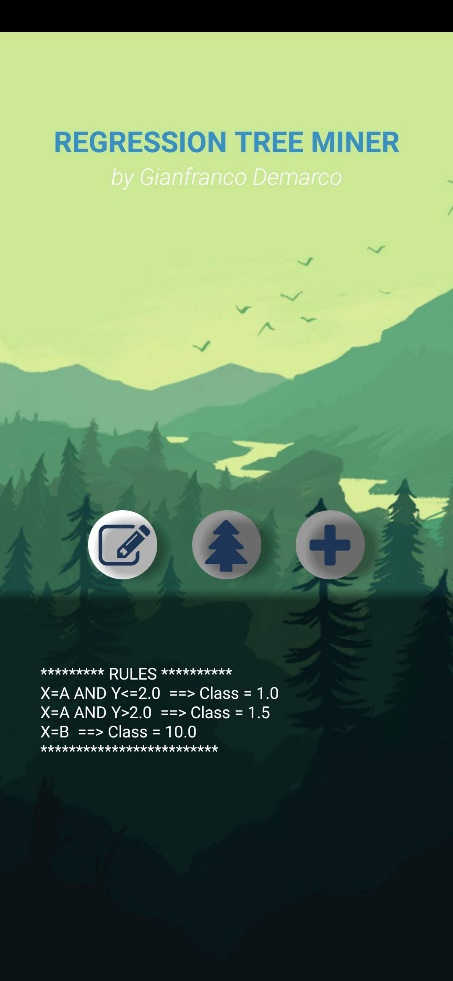 REGRESSION TREE MINER
by Gianfranco Demarco
********* RULES **********
X=A AND Y<=2.0  ==> Class = 1.0
X=A AND Y>2.0  ==> Class = 1.5
X=B  ==> Class = 10.0
*************************